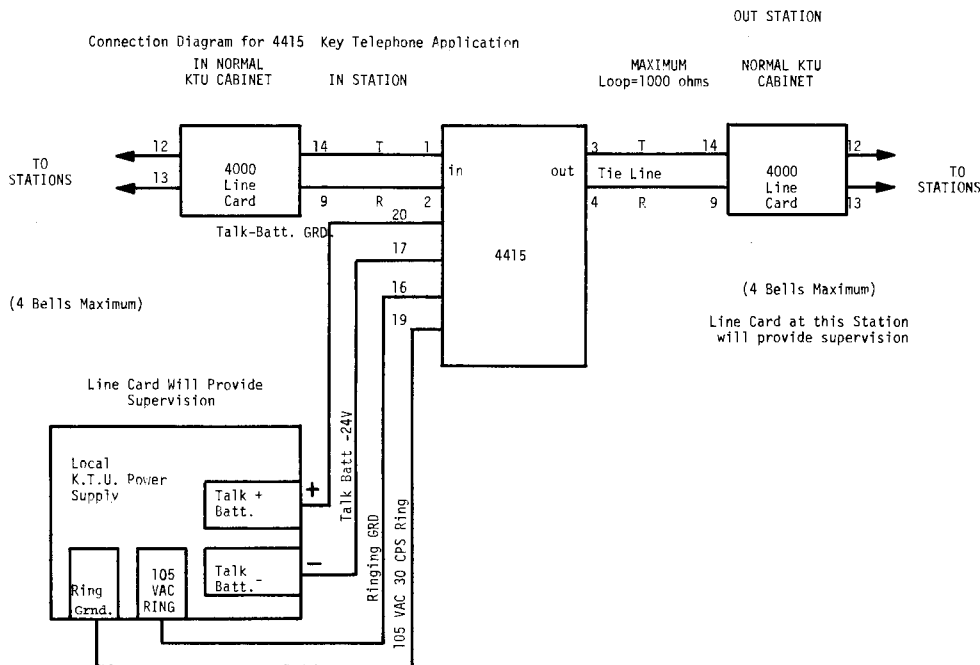 OUT STATION
Connection Diagram for 4415 Key Telephone Application
IN NORMAL
KTU CABINET
IN STATION
MAXIMUM
Loop=1000 ohms
NORMAL KTU
CABINET
TO
STATIONS
12
13
4000
Line
Card
14
T
1
9
R
2
in
out
4415
3
T
14
Tie Line
4
R
9
4000
Line
Card
12
13
TO
STATIONS
20
Talk-Batt. GRD.
17
16
19
(4 Bells Maximum)
(4 Bells Maximum)
Line Card at this Station
will provide supervision
Line Card Will Provide
Supervision
Local
K.T.U. Power
Supply
Talk +
Batt.
+
Talk
Batt. -
-
Ring
Grnd.
105
VAC
RING
Talk Batt -24V
Ringing GRD
105 VAC 30 CPS Ring